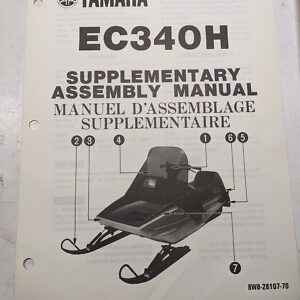 YAMAHA
EC340H
SUPPLEMENTARY
ASSEMBLY MANUAL
MANUEL D'ASSEMBLAGE
SUPPLEMENTAIRE
2 3 4 1 6 5
7
8W8-28107-70